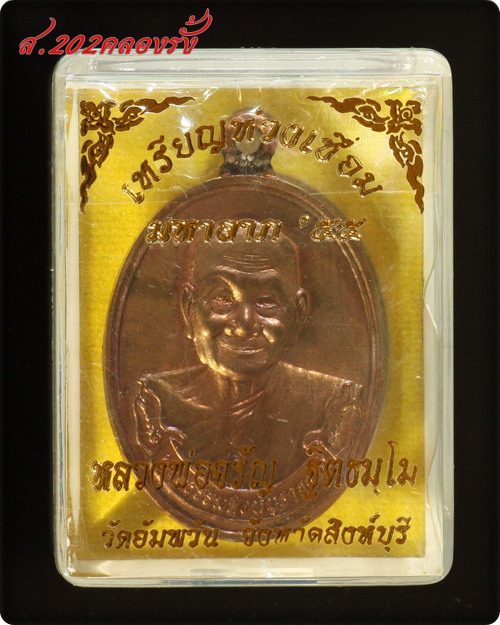 ส.202คลองรั้ง
เหรียญห่วงเชื่อม
มหาลาภ '๕๕
หลวงพ่อจรัญ ฐิตธมฺโม
วัดอัมพวัน จังหวัดสิงห์บุรี